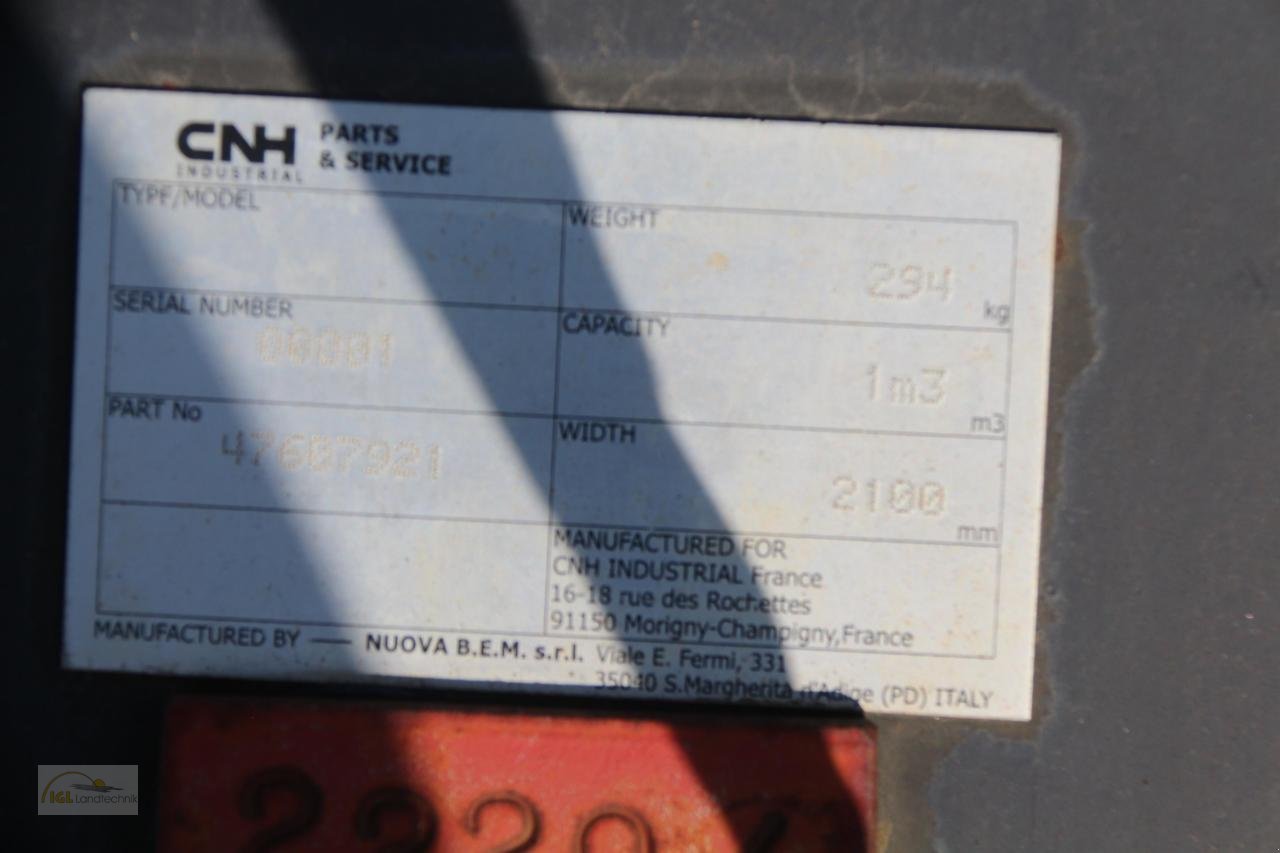 CNH
INDUSTRIAL
PARTS
& SERVICE
TYPE/MODEL
WEIGHT
294
kg
SERIAL NUMBER
00001
CAPACITY
1m3
m3
PART No
47607921
WIDTH
2100
mm
MANUFACTURED FOR
CNH INDUSTRIAL France
16-18 rue des Rochettes
91150 Morigny-Champigny,France
MANUFACTURED BY — NUOVA B.E.M. s.r.l. Viale E. Fermi, 331
35040 S.Margherita d'Adige (PD) ITALY
IGL Landtechnik